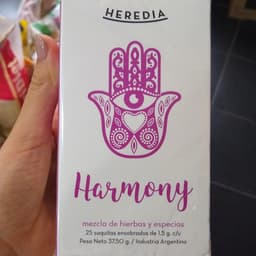 HEREDIA
Harmony
mezcla de hierbas y especias
25 saquitos ensobrados de 1,5 g. c/u
Peso Neto 37,50 g. / Industria Argentina